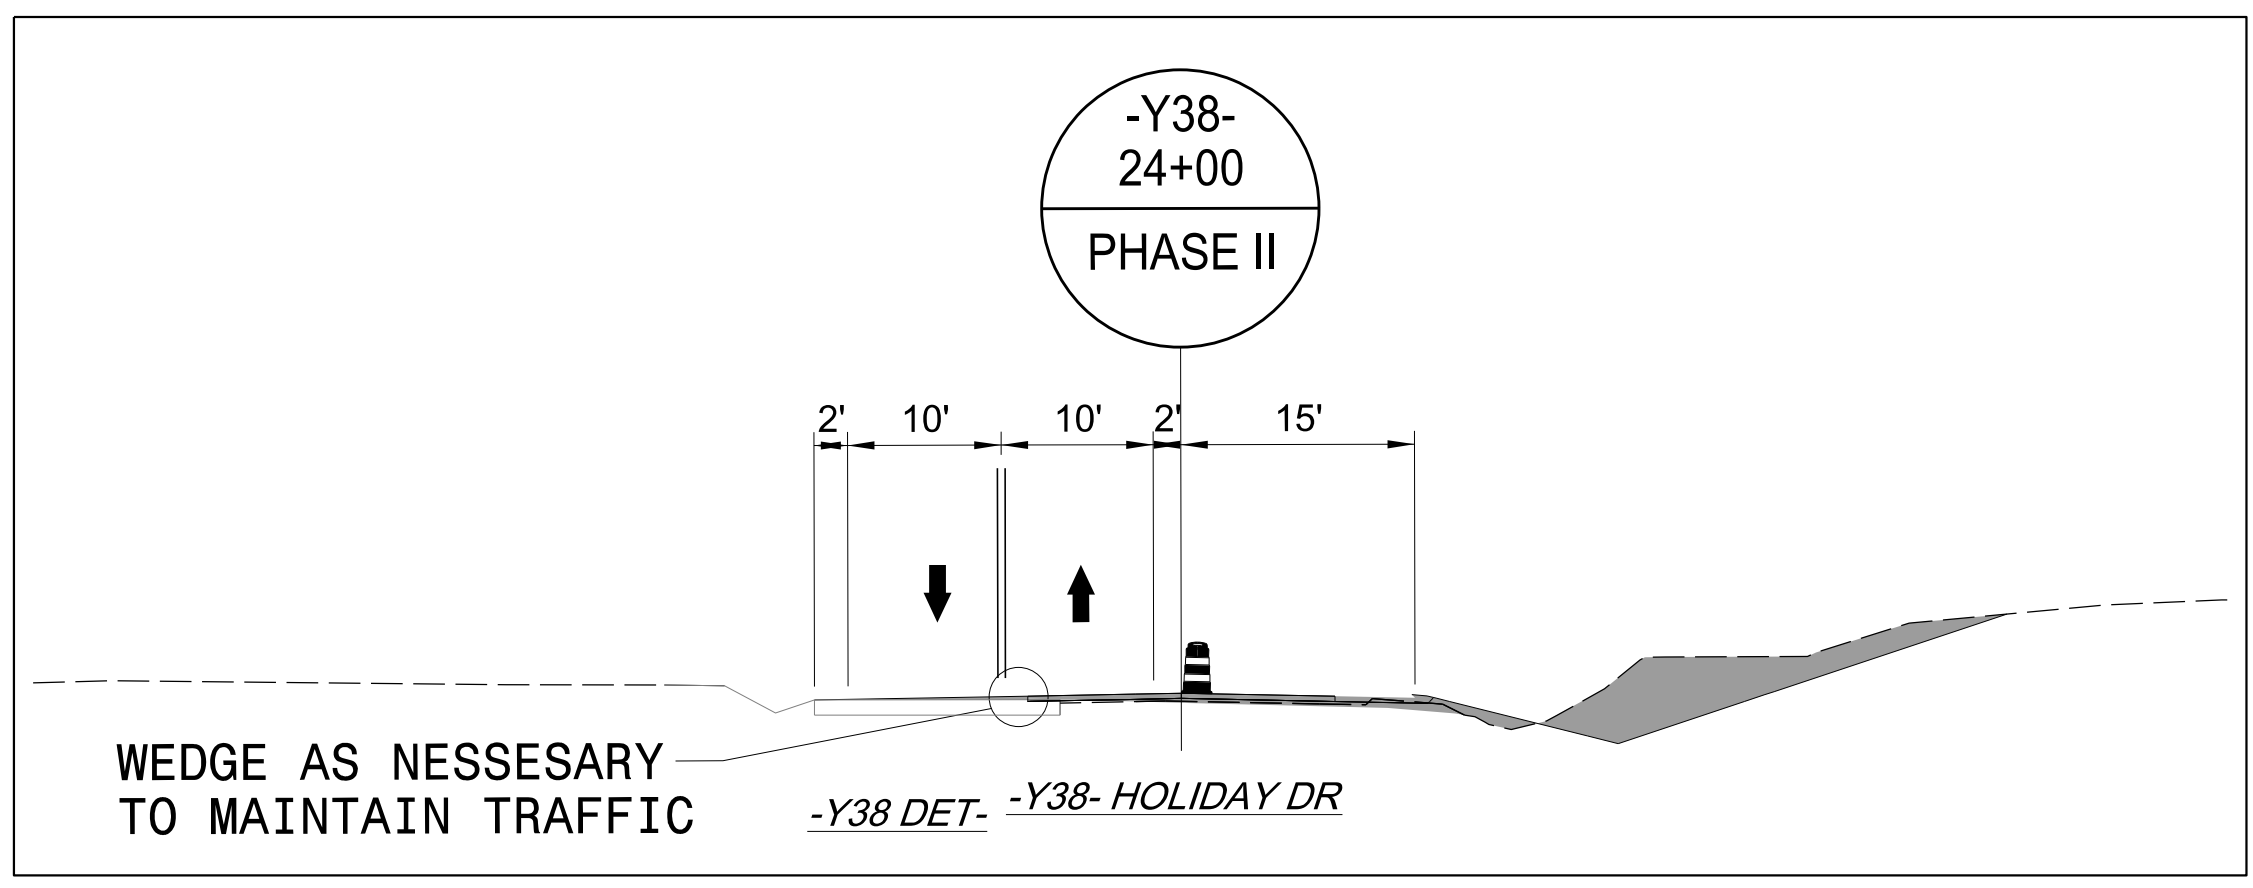 -Y38-
24+00
PHASE II
2' 10' 10' 2' 15'
WEDGE AS NESSESARY
TO MAINTAIN TRAFFIC
-Y38 DET-
-Y38- HOLIDAY DR